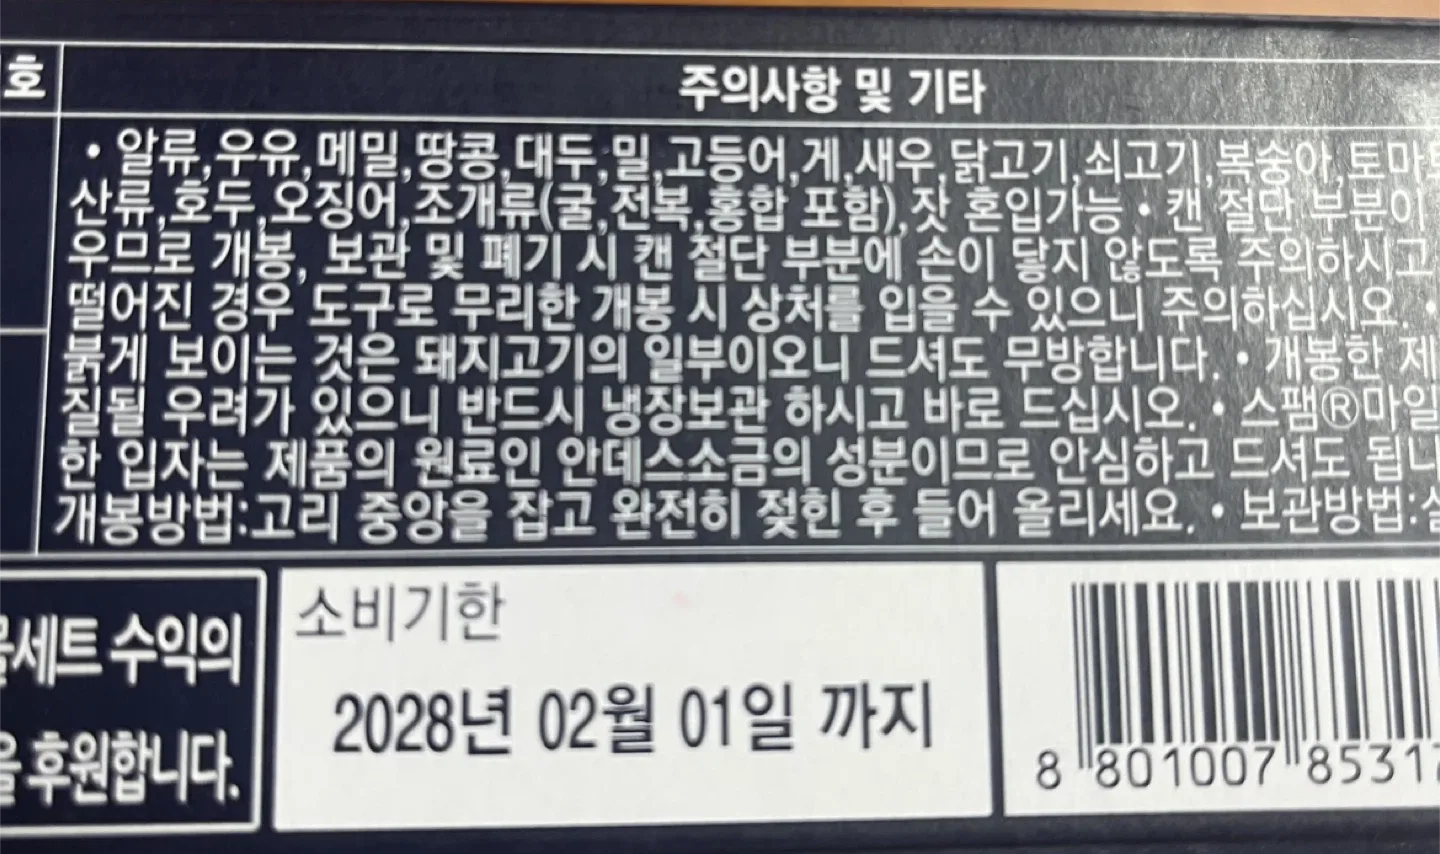 호
주의사항 및 기타
• 알류,우유,메밀,땅콩,대두,밀,고등어,게,새우,닭고기,쇠고기,복숭아,토마
산류,호두,오징어,조개류(굴,전복,홍합 포함),잣 혼입가능 • 캔 절단 부분이
우므로 개봉, 보관 및 폐기 시 캔 절단 부분에 손이 닿지 않도록 주의하시고
떨어진 경우 도구로 무리한 개봉 시 상처를 입을 수 있으니 주의하십시오.
붉게 보이는 것은 돼지고기의 일부이오니 드셔도 무방합니다. • 개봉한 제
질될 우려가 있으니 반드시 냉장보관 하시고 바로 드십시오. • 스팸®마일
한 입자는 제품의 원료인 안데스소금의 성분이므로 안심하고 드셔도 됩니
개봉방법:고리 중앙을 잡고 완전히 젖힌 후 들어 올리세요. • 보관방법:실
물세트 수익의
을 후원합니다.
소비기한
2028년 02월 01일 까지
8 801007 85317